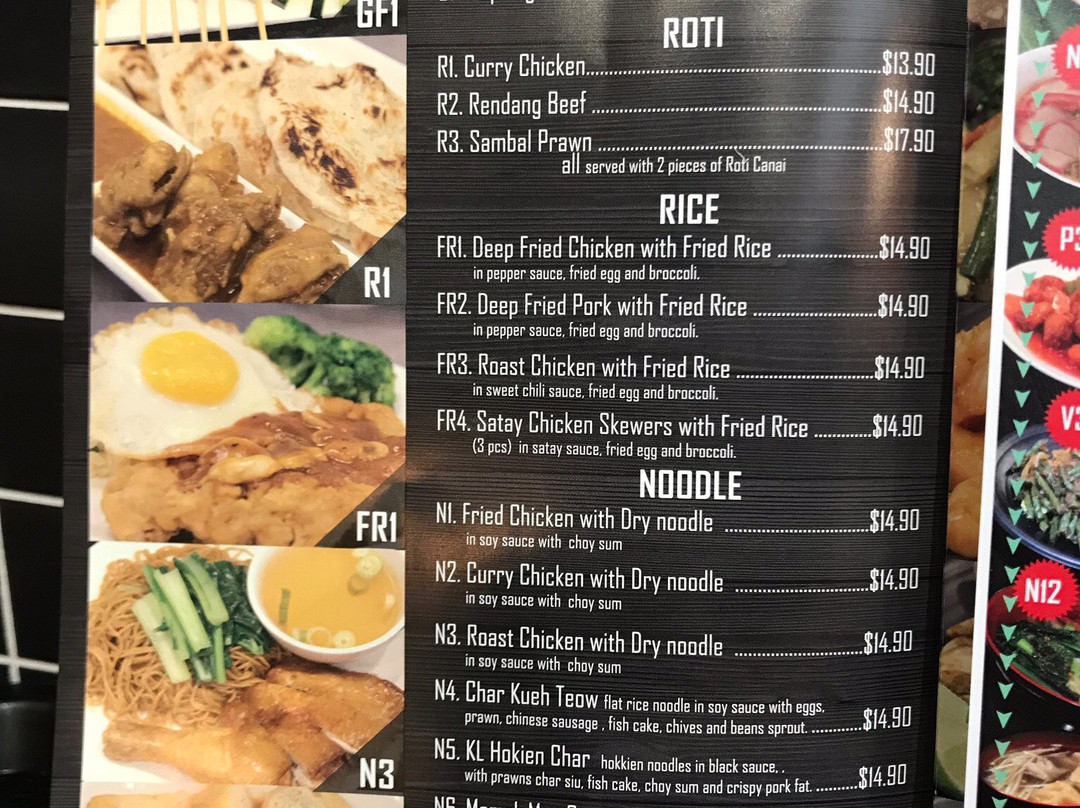 GF1
ROTI
R1. Curry Chicken....................$13.90
R2. Rendang Beef ....................$14.90
R3. Sambal Prawn ....................$17.90
all served with 2 pieces of Roti Canai
R1
RICE
FR1. Deep Fried Chicken with Fried Rice ....................$14.90
in pepper sauce, fried egg and broccoli.
FR2. Deep Fried Pork with Fried Rice ....................$14.90
in pepper sauce, fried egg and broccoli.
FR3. Roast Chicken with Fried Rice ....................$14.90
in sweet chili sauce, fried egg and broccoli.
FR4. Satay Chicken Skewers with Fried Rice ............$14.90
(3 pcs) in satay sauce, fried egg and broccoli.
FR1
NOODLE
N1. Fried Chicken with Dry noodle ....................$14.90
in soy sauce with choy sum
N2. Curry Chicken with Dry noodle ....................$14.90
in soy sauce with choy sum
N3. Roast Chicken with Dry noodle ....................$14.90
in soy sauce with choy sum
N4. Char Kueh Teow flat rice noodle in soy sauce with eggs,
prawn, chinese sausage , fish cake, chives and beans sprout. ............$14.90
N5. KL Hokien Char hokkien noodles in black sauce, .
with prawns char siu, fish cake, choy sum and crispy pork fat. ..........$14.90
N3
N12